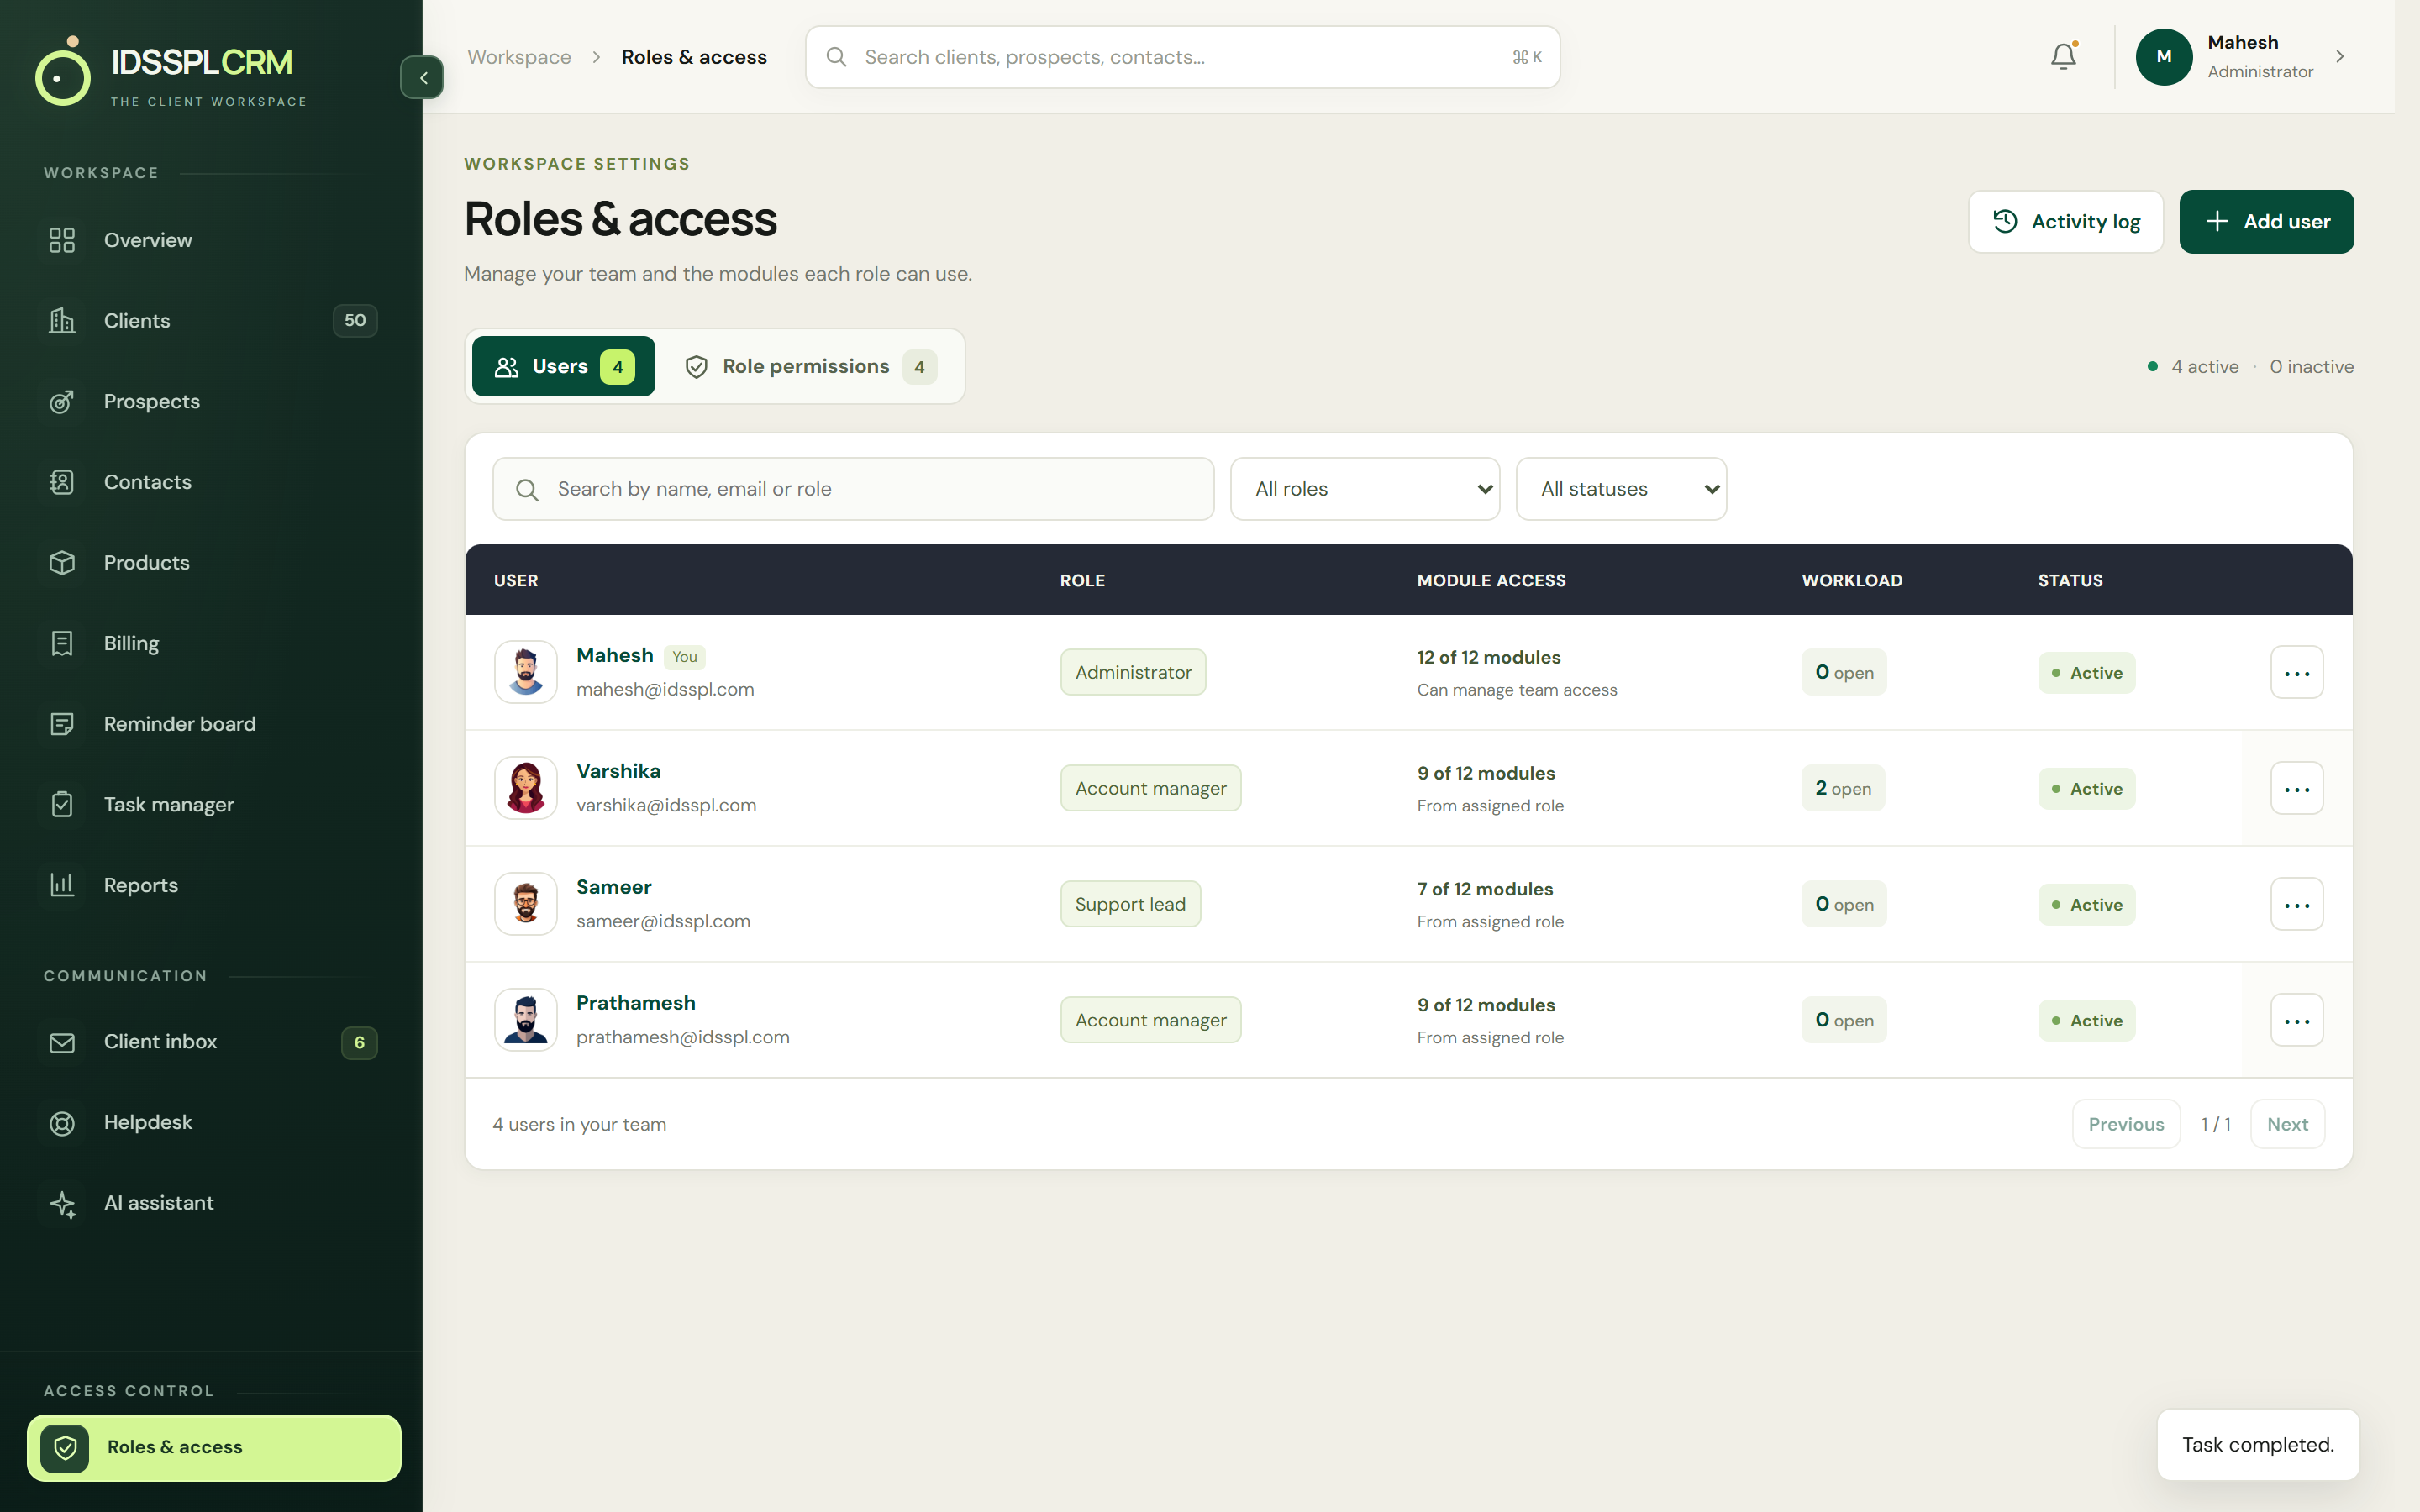 IDSSPLCRM
THE CLIENT WORKSPACE
WORKSPACE
Overview
Clients 50
Prospects
Contacts
Products
Billing
Reminder board
Task manager
Reports
COMMUNICATION
Client inbox 6
Helpdesk
AI assistant
ACCESS CONTROL
Roles & access
Workspace > Roles & access
Search clients, prospects, contacts... ⌘ K
M
Mahesh
Administrator
WORKSPACE SETTINGS
Roles & access
Manage your team and the modules each role can use.
Activity log
Add user
Users 4
Role permissions 4
4 active · 0 inactive
Search by name, email or role
All roles
All statuses
USER ROLE MODULE ACCESS WORKLOAD STATUS
Mahesh You
mahesh@idsspl.com
Administrator
12 of 12 modules
Can manage team access
0 open
Active
Varshika
varshika@idsspl.com
Account manager
9 of 12 modules
From assigned role
2 open
Active
Sameer
sameer@idsspl.com
Support lead
7 of 12 modules
From assigned role
0 open
Active
Prathamesh
prathamesh@idsspl.com
Account manager
9 of 12 modules
From assigned role
0 open
Active
4 users in your team
Previous 1 / 1 Next
Task completed.